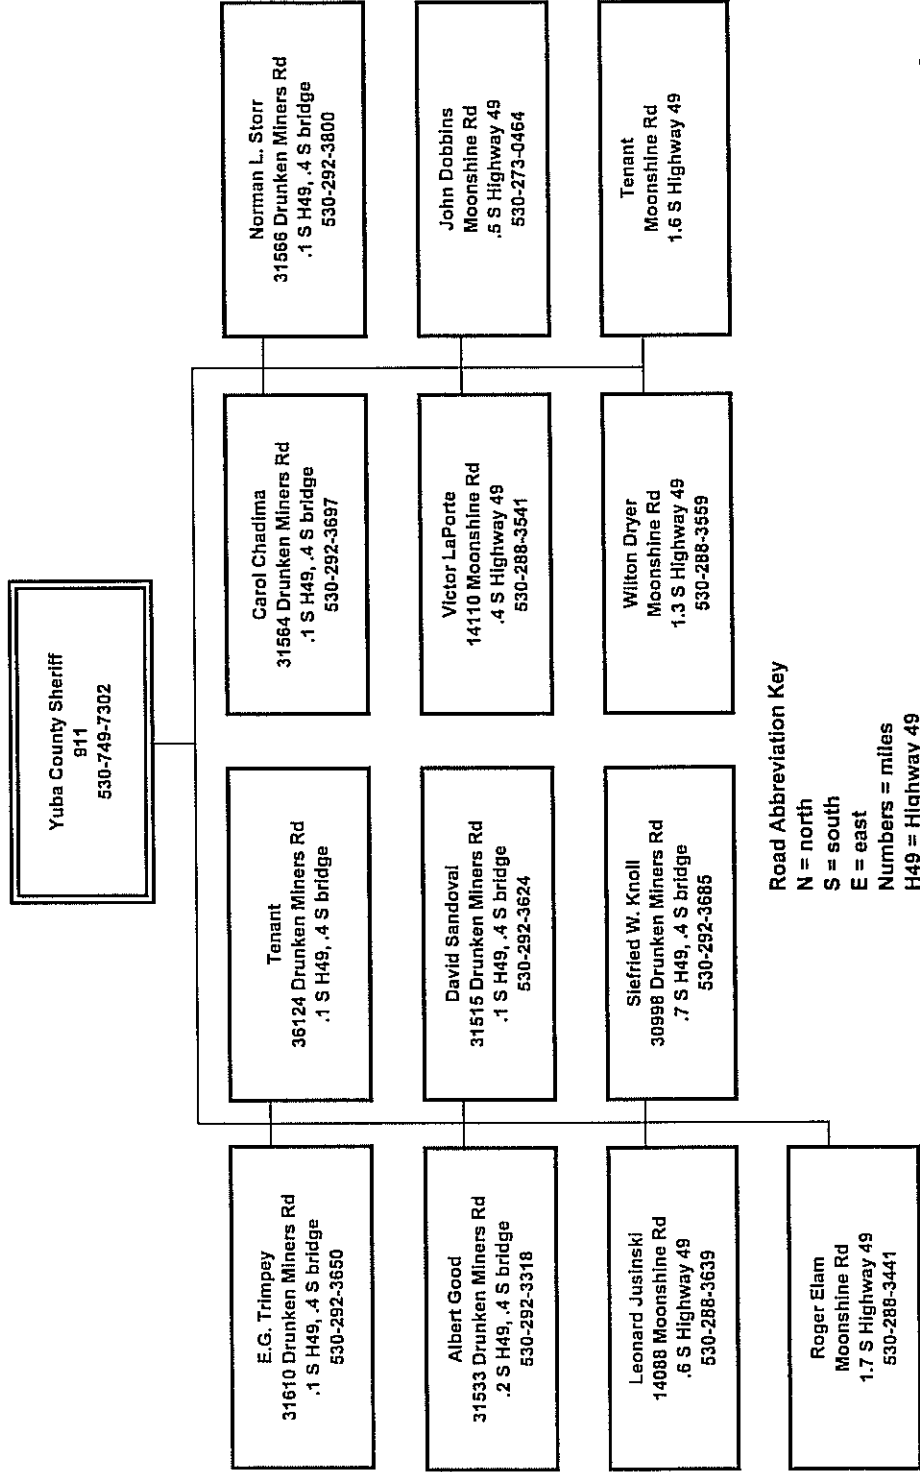 Yuba County Sheriff
911
530-749-7302
E.G. Trimpey
31610 Drunken Miners Rd
.1 S H49, .4 S bridge
530-292-3650
Tenant
36124 Drunken Miners Rd
.1 S H49, .4 S bridge
Carol Chadima
31564 Drunken Miners Rd
.1 S H49, .4 S bridge
530-292-3697
Norman L. Storr
31566 Drunken Miners Rd
.1 S H49, .4 S bridge
530-292-3800
Albert Good
31533 Drunken Miners Rd
.2 S H49, .4 S bridge
530-292-3318
David Sandoval
31515 Drunken Miners Rd
.1 S H49, .4 S bridge
530-292-3624
Victor LaPorte
14110 Moonshine Rd
.4 S Highway 49
530-288-3541
John Dobbins
Moonshine Rd
.5 S Highway 49
530-273-0464
Leonard Jusinski
14088 Moonshine Rd
.6 S Highway 49
530-288-3639
Siefried W. Knoll
30998 Drunken Miners Rd
.7 S H49, .4 S bridge
530-292-3685
Wilton Dryer
Moonshine Rd
1.3 S Highway 49
530-288-3559
Tenant
Moonshine Rd
1.6 S Highway 49
Roger Elam
Moonshine Rd
1.7 S Highway 49
530-288-3441
Road Abbreviation Key
N = north
S = south
E = east
Numbers = miles
H49 = Highway 49